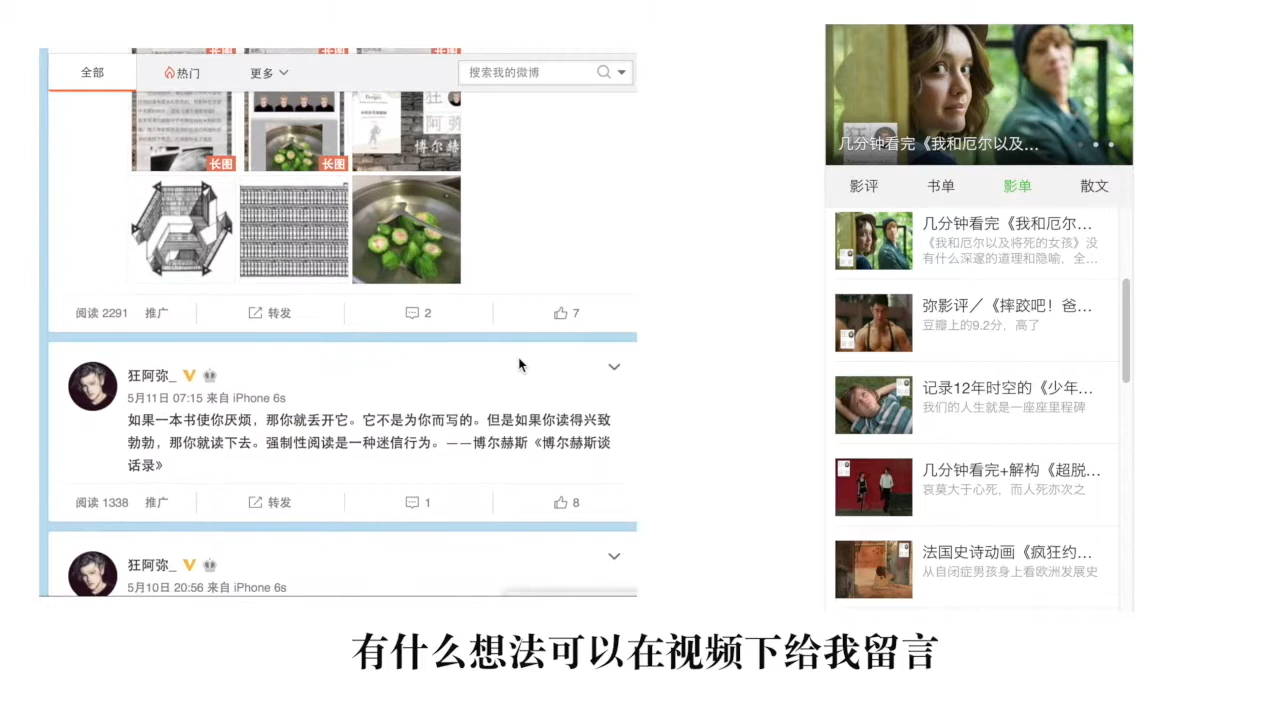 全部
热门
更多
搜索我的微博
长图
长图
狂
阿弥
博尔赫
阅读 2291
推广
转发
2
7
狂阿弥_
5月11日 07:15 来自 iPhone 6s
如果一本书使你厌烦，那你就丢开它。它不是为你而写的。但是如果你读得兴致
勃勃，那你就读下去。强制性阅读是一种迷信行为。——博尔赫斯《博尔赫斯谈
话录》
阅读 1338
推广
转发
1
8
狂阿弥_
5月10日 20:56 来自 iPhone 6s
几分钟看完《我和厄尔以及...
影评
书单
影单
散文
几分钟看完《我和厄尔...
《我和厄尔以及将死的女孩》没
有什么深邃的道理和隐喻，全...
弥影评／《摔跤吧！爸...
豆瓣上的9.2分，高了
记录12年时空的《少年...
我们的人生就是一座座里程碑
几分钟看完+解构《超脱...
哀莫大于心死，而人死亦次之
法国史诗动画《疯狂约...
从自闭症男孩身上看欧洲发展史
有什么想法可以在视频下给我留言